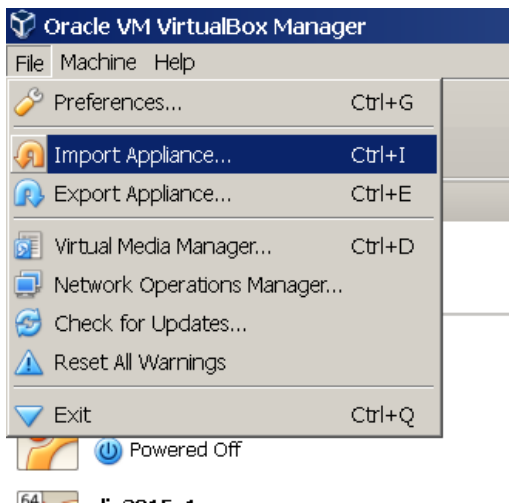 Oracle VM VirtualBox Manager
File Machine Help
Preferences... Ctrl+G
Import Appliance... Ctrl+I
Export Appliance... Ctrl+E
Virtual Media Manager... Ctrl+D
Network Operations Manager...
Check for Updates...
Reset All Warnings
Exit Ctrl+Q
Powered Off
64